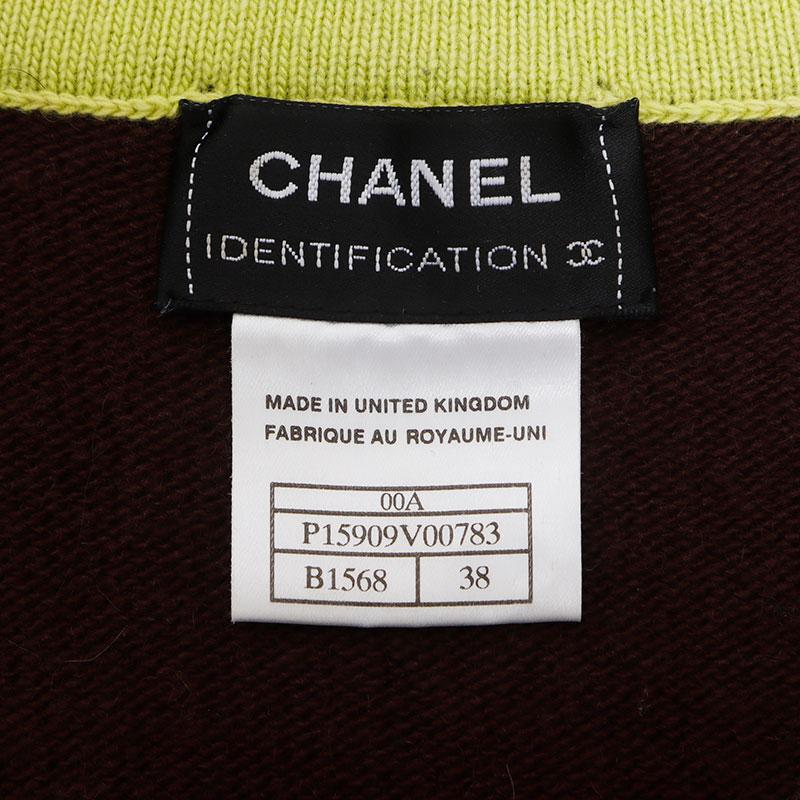 CHANEL
IDENTIFICATION
MADE IN UNITED KINGDOM
FABRIQUE AU ROYAUME-UNI
00A
P15909V00783
B1568 38